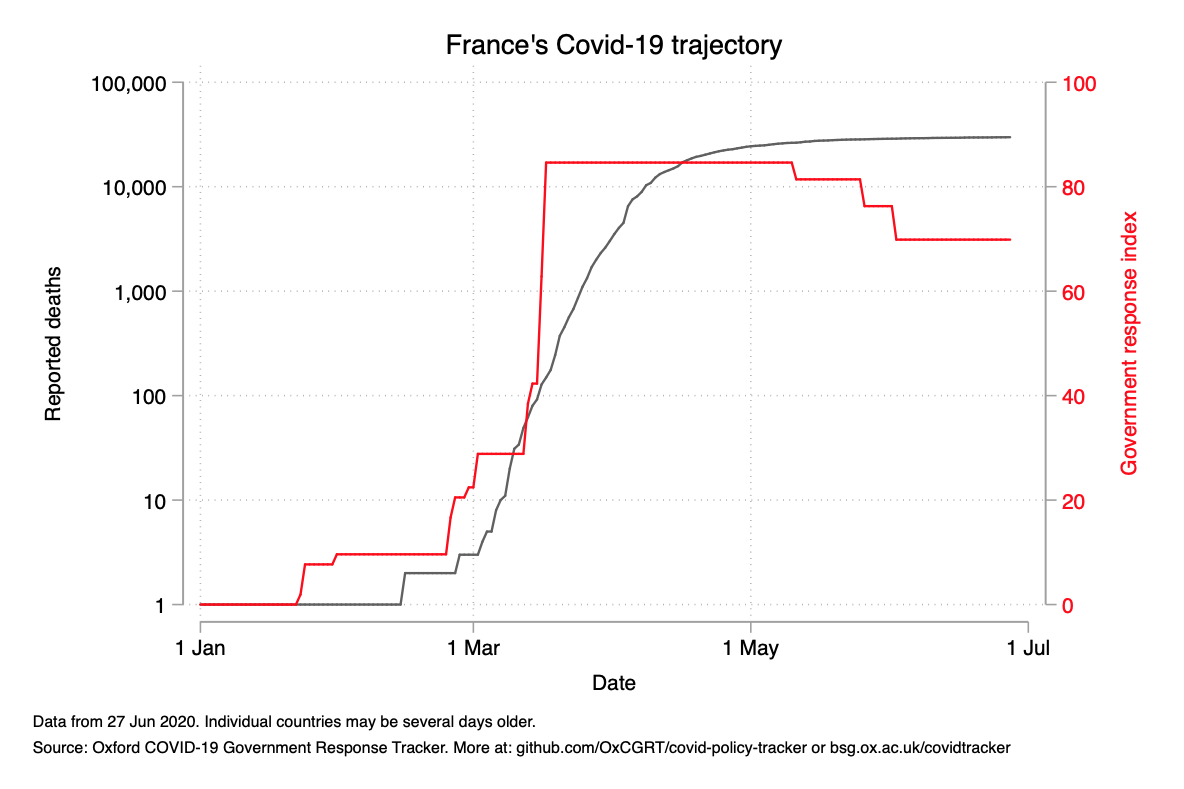 France's Covid-19 trajectory
100,000
10,000
1,000
100
10
1
Reported deaths
100
80
60
40
20
0
Government response index
1 Jan
1 Mar
1 May
1 Jul
Date
Data from 27 Jun 2020. Individual countries may be several days older.
Source: Oxford COVID-19 Government Response Tracker. More at: github.com/OxCGRT/covid-policy-tracker or bsg.ox.ac.uk/covidtracker